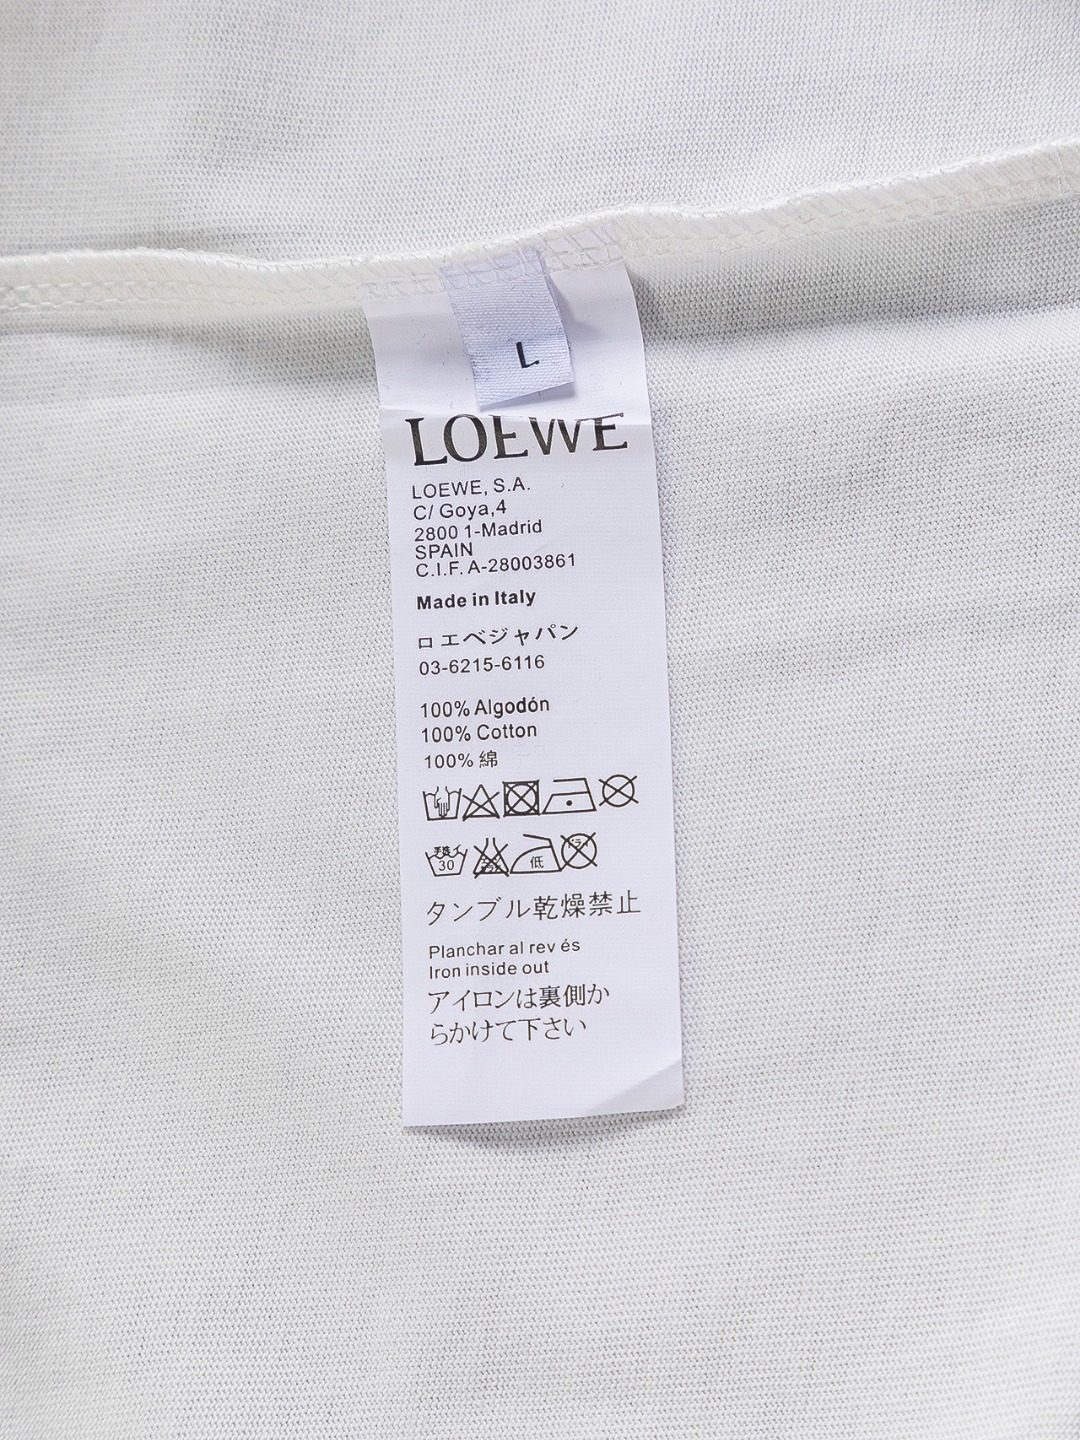 L
LOEWE
LOEWE, S.A.
C/ Goya,4
2800 1-Madrid
SPAIN
C.I.F. A-28003861
Made in Italy
ロエベジャパン
03-6215-6116
100% Algodón
100% Cotton
100% 綿
30
低
タンブル乾燥禁止
Planchar al rev és
Iron inside out
アイロンは裏側か
らかけて下さい